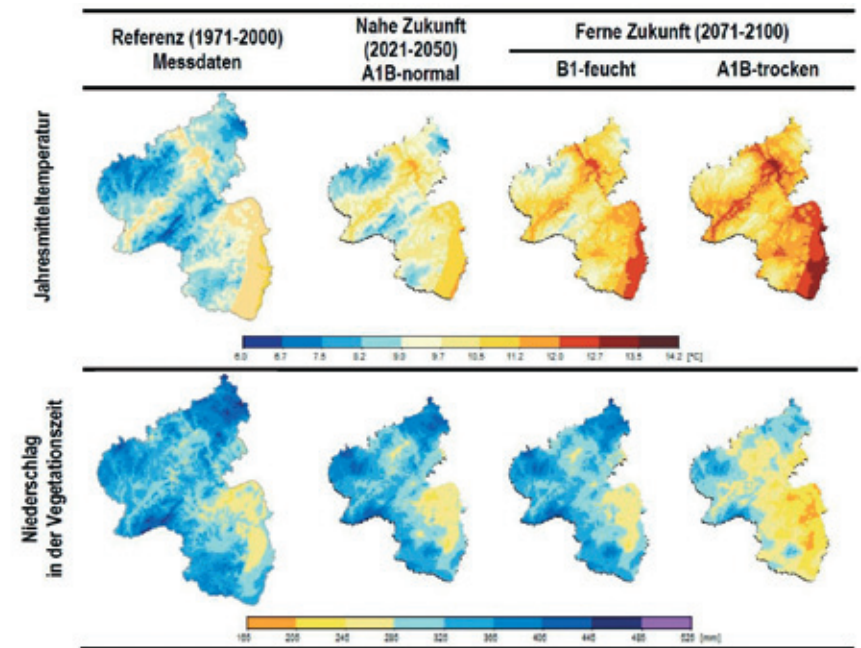 Referenz (1971-2000)
Messdaten
Nahe Zukunft
(2021-2050)
A1B-normal
Ferne Zukunft (2071-2100)
B1-feucht
A1B-trocken
Jahresmitteltemperatur
6.0 6.7 7.5 8.2 9.0 9.7 10.5 11.2 12.0 12.7 13.5 14.2 [°C]
Niederschlag
in der Vegetationszeit
205 245 285 325 365 405 445 485 525 [mm]